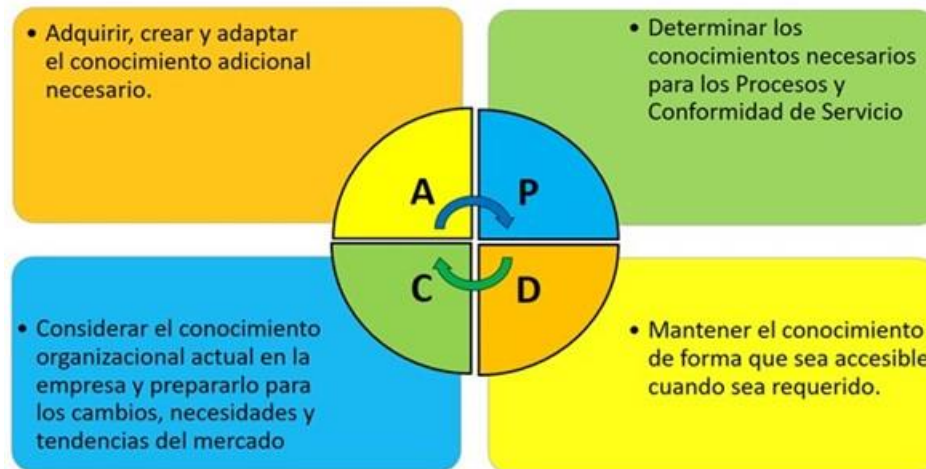 • Adquirir, crear y adaptar
el conocimiento adicional
necesario.
• Determinar los
conocimientos necesarios
para los Procesos y
Conformidad de Servicio
A
P
C
D
• Considerar el conocimiento
organizacional actual en la
empresa y prepararlo para
los cambios, necesidades y
tendencias del mercado
• Mantener el conocimiento
de forma que sea accesible
cuando sea requerido.